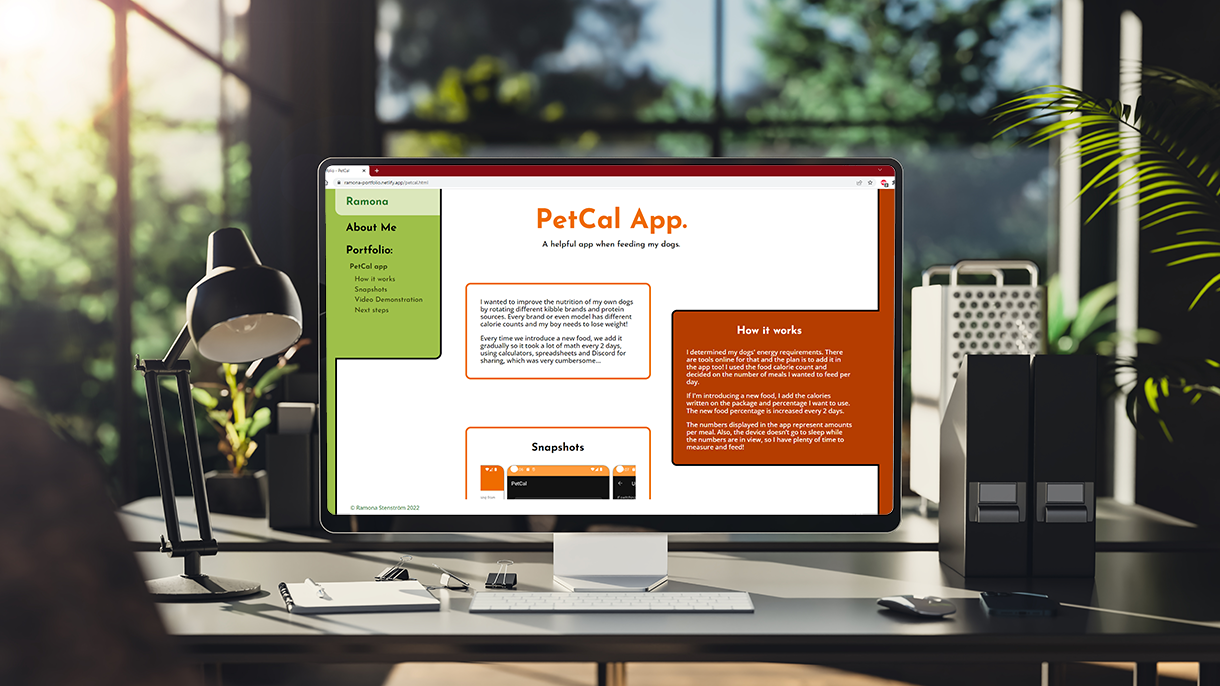 folio - PetCal
ramona-portfolio.netlify.app/petcal.html
Ramona
About Me
Portfolio:
PetCal app
How it works
Snapshots
Video Demonstration
Next steps
PetCal App.
A helpful app when feeding my dogs.
I wanted to improve the nutrition of my own dogs
by rotating different kibble brands and protein
sources. Every brand or even model has different
calorie counts and my boy needs to lose weight!
Every time we introduce a new food, we add it
gradually so it took a lot of math every 2 days,
using calculators, spreadsheets and Discord for
sharing, which was very cumbersome...
How it works
I determined my dogs' energy requirements. There
are tools online for that and the plan is to add it in
the app too! I used the food calorie count and
decided on the number of meals I wanted to feed per
day.
If I'm introducing a new food, I add the calories
written on the package and percentage I want to use.
The new food percentage is increased every 2 days.
The numbers displayed in the app represent amounts
per meal. Also, the device doesn't go to sleep while
the numbers are in view, so I have plenty of time to
measure and feed!
Snapshots
PetCal
© Ramona Stenström 2022